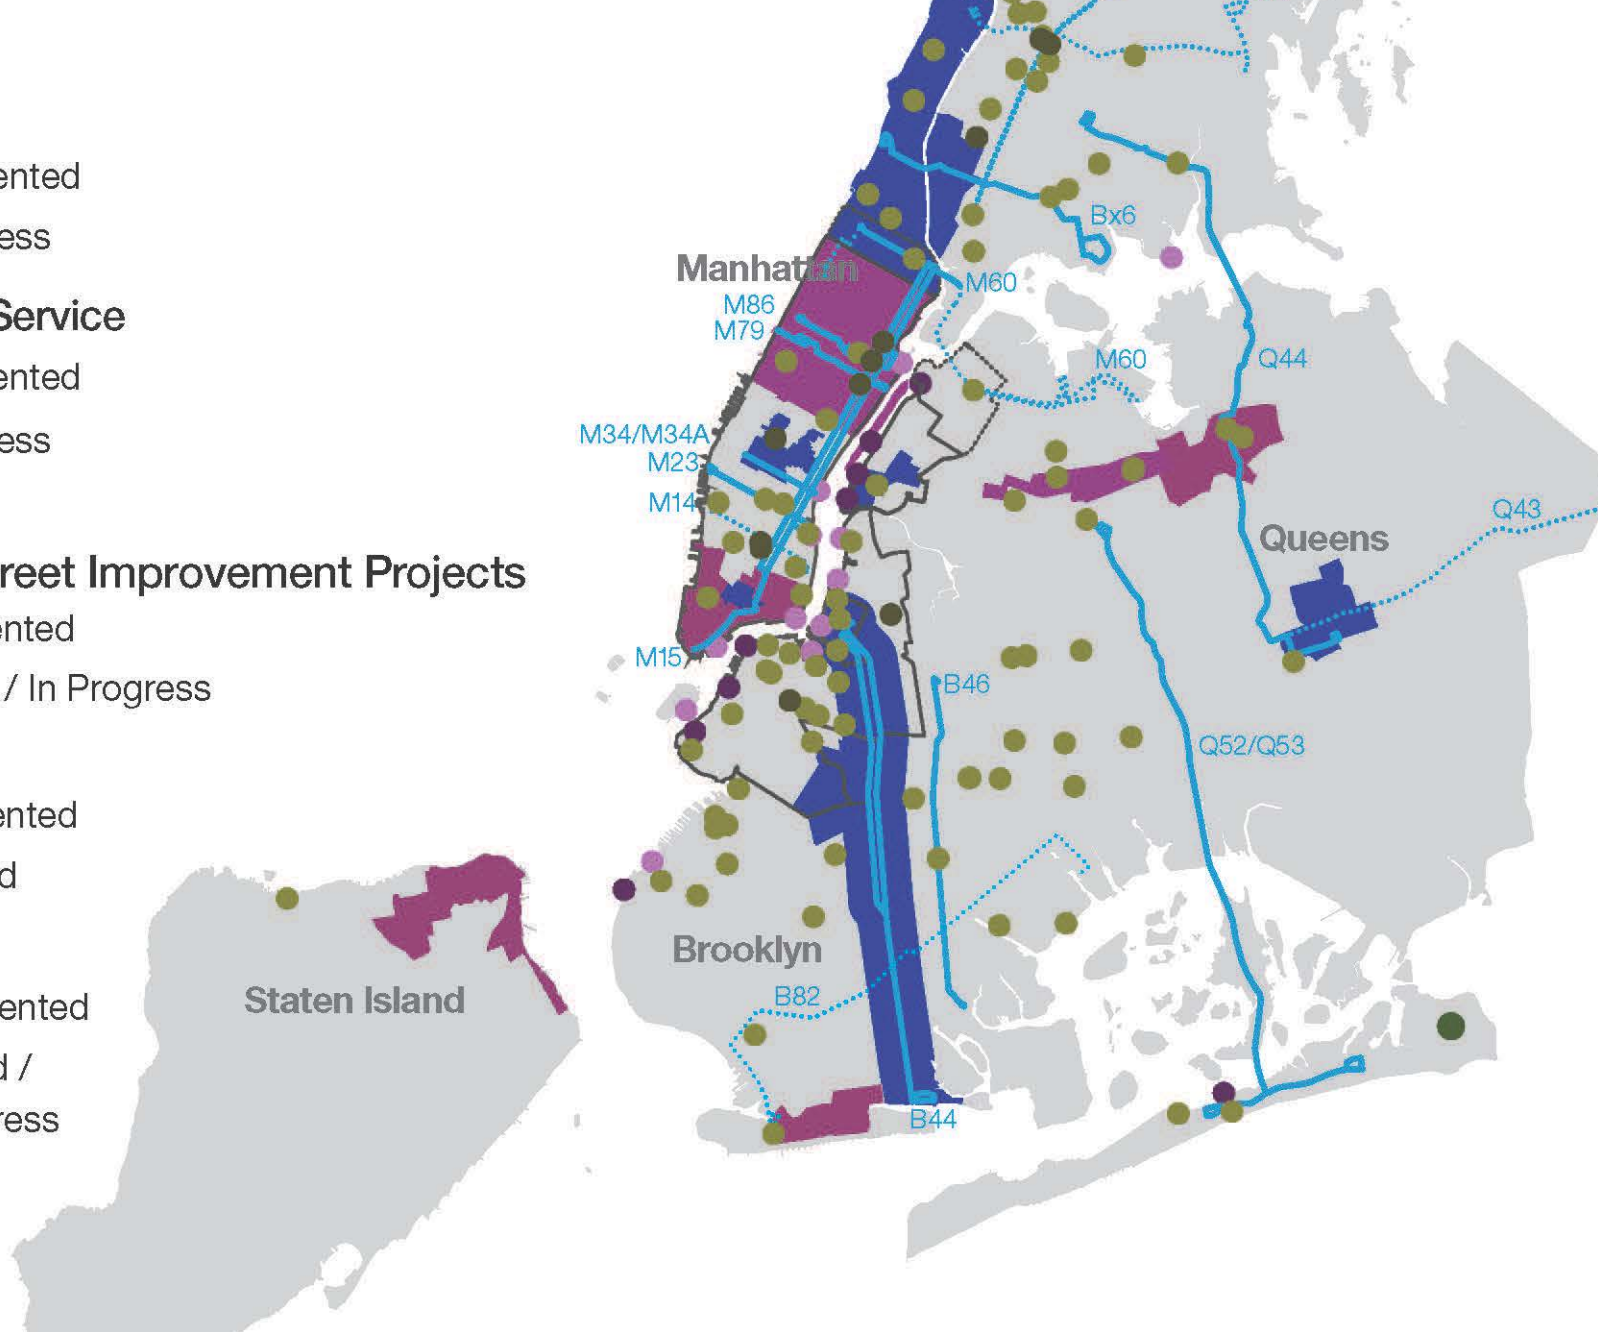 ented
ess
Service
ented
ess
reet Improvement Projects
ented
/ In Progress
ented
d
ented
d /
ress
Manhattan
M86
M79
M34/M34A
M23
M14
M15
M60
M60
Bx6
Q44
Q43
Queens
B46
Q52/Q53
Brooklyn
B82
B44
Staten Island